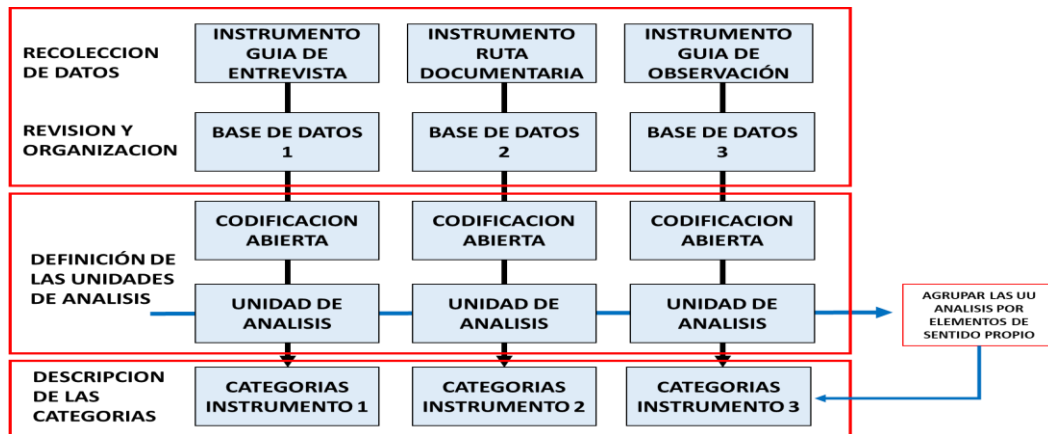 RECOLECCION
DE DATOS
INSTRUMENTO
GUIA DE
ENTREVISTA
INSTRUMENTO
RUTA
DOCUMENTARIA
INSTRUMENTO
GUIA DE
OBSERVACIÓN
REVISION Y
ORGANIZACION
BASE DE DATOS
1
BASE DE DATOS
2
BASE DE DATOS
3
DEFINICIÓN DE
LAS UNIDADES
DE ANALISIS
CODIFICACION
ABIERTA
CODIFICACION
ABIERTA
CODIFICACION
ABIERTA
UNIDAD DE
ANALISIS
UNIDAD DE
ANALISIS
UNIDAD DE
ANALISIS
AGRUPAR LAS UU
ANALISIS POR
ELEMENTOS DE
SENTIDO PROPIO
DESCRIPCION
DE LAS
CATEGORIAS
CATEGORIAS
INSTRUMENTO 1
CATEGORIAS
INSTRUMENTO 2
CATEGORIAS
INSTRUMENTO 3